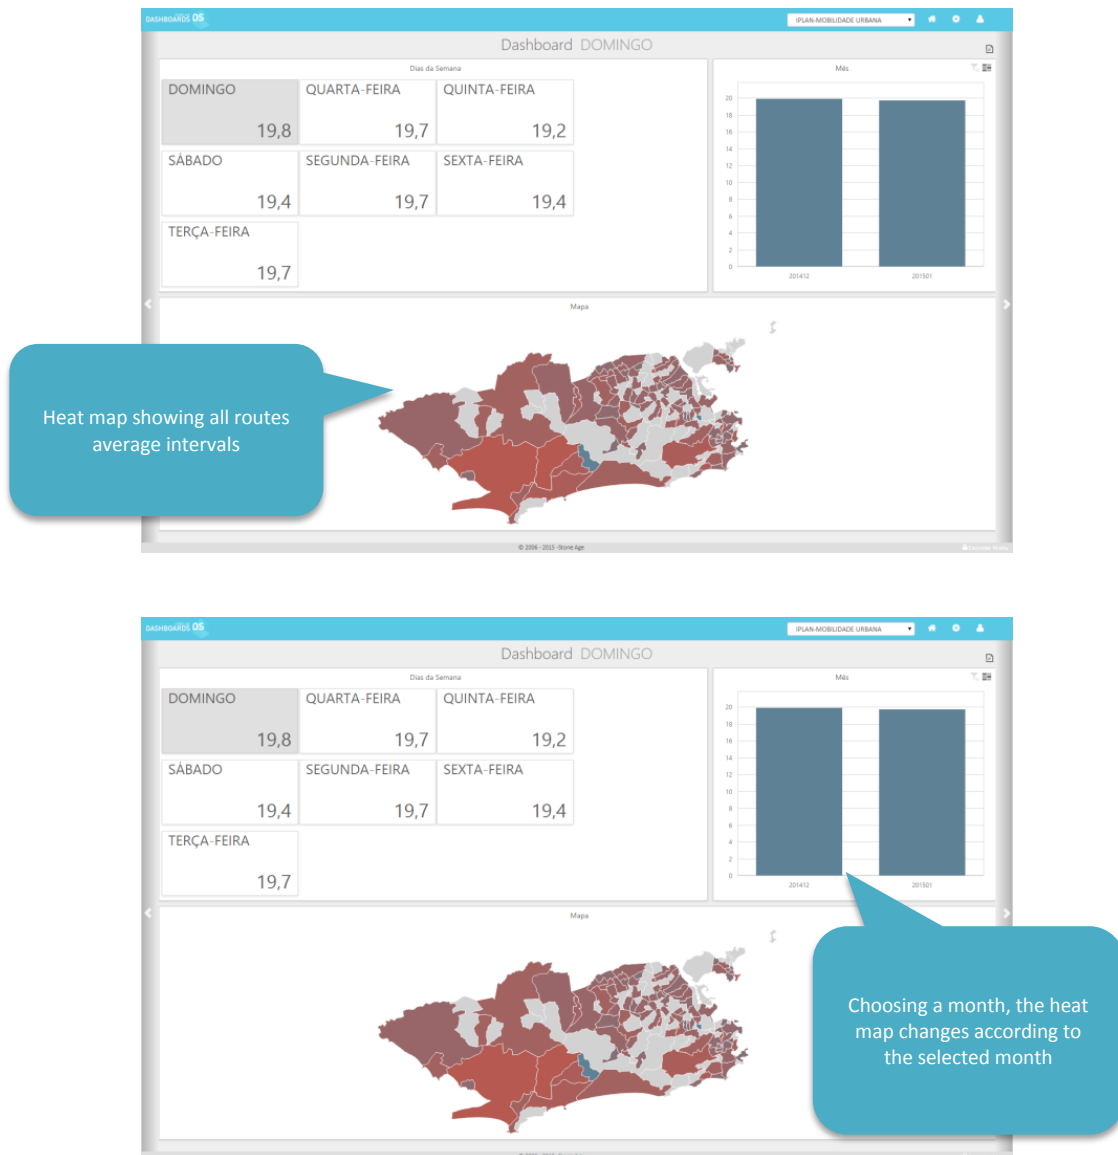 DASHBOARDS OS
IPLAN-MOBILIDADE URBANA
Dashboard DOMINGO
Dias da Semana
Mês
DOMINGO
19,8
QUARTA-FEIRA
19,7
QUINTA-FEIRA
19,2
SÁBADO
19,4
SEGUNDA-FEIRA
19,7
SEXTA-FEIRA
19,4
TERÇA-FEIRA
19,7
20
18
16
14
12
10
8
6
4
2
0
201412
201501
Mapa
Heat map showing all routes
average intervals
© 2006 - 2015 -Stone Age
DASHBOARDS OS
IPLAN-MOBILIDADE URBANA
Dashboard DOMINGO
Dias da Semana
Mês
DOMINGO
19,8
QUARTA-FEIRA
19,7
QUINTA-FEIRA
19,2
SÁBADO
19,4
SEGUNDA-FEIRA
19,7
SEXTA-FEIRA
19,4
TERÇA-FEIRA
19,7
20
18
16
14
12
10
8
6
4
2
0
201412
201501
Mapa
Choosing a month, the heat
map changes according to
the selected month